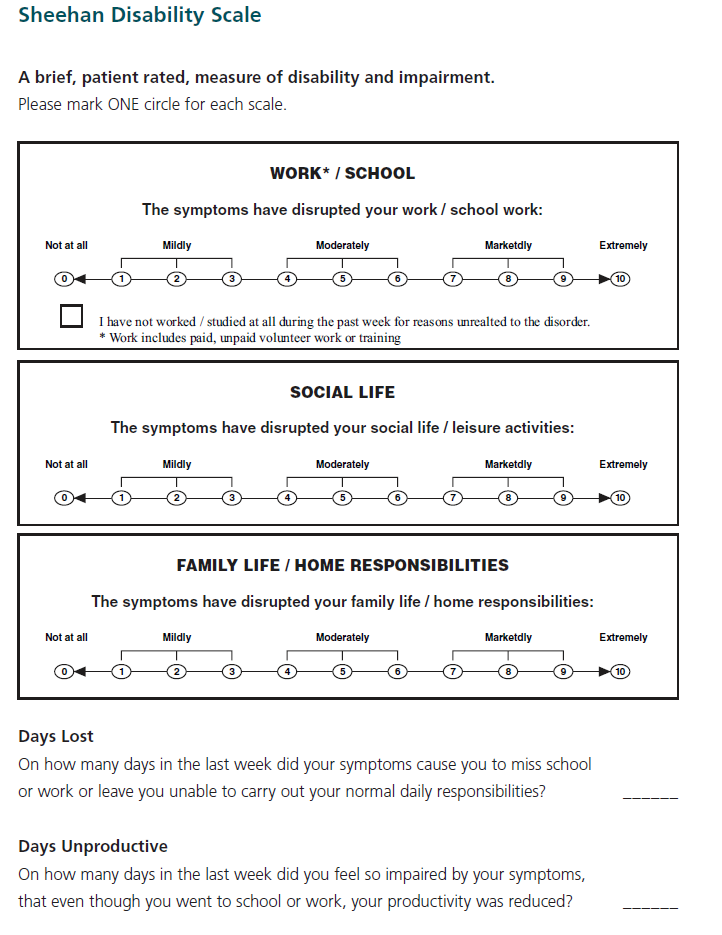 Sheehan Disability Scale
A brief, patient rated, measure of disability and impairment.
Please mark ONE circle for each scale.
WORK* / SCHOOL
The symptoms have disrupted your work / school work:
Not at all Mildly Moderately Marketdly Extremely
0 1 2 3 4 5 6 7 8 9 10
I have not worked / studied at all during the past week for reasons unrealted to the disorder.
* Work includes paid, unpaid volunteer work or training
SOCIAL LIFE
The symptoms have disrupted your social life / leisure activities:
Not at all Mildly Moderately Marketdly Extremely
0 1 2 3 4 5 6 7 8 9 10
FAMILY LIFE / HOME RESPONSIBILITIES
The symptoms have disrupted your family life / home responsibilities:
Not at all Mildly Moderately Marketdly Extremely
0 1 2 3 4 5 6 7 8 9 10
Days Lost
On how many days in the last week did your symptoms cause you to miss school
or work or leave you unable to carry out your normal daily responsibilities? ______
Days Unproductive
On how many days in the last week did you feel so impaired by your symptoms,
that even though you went to school or work, your productivity was reduced? ______